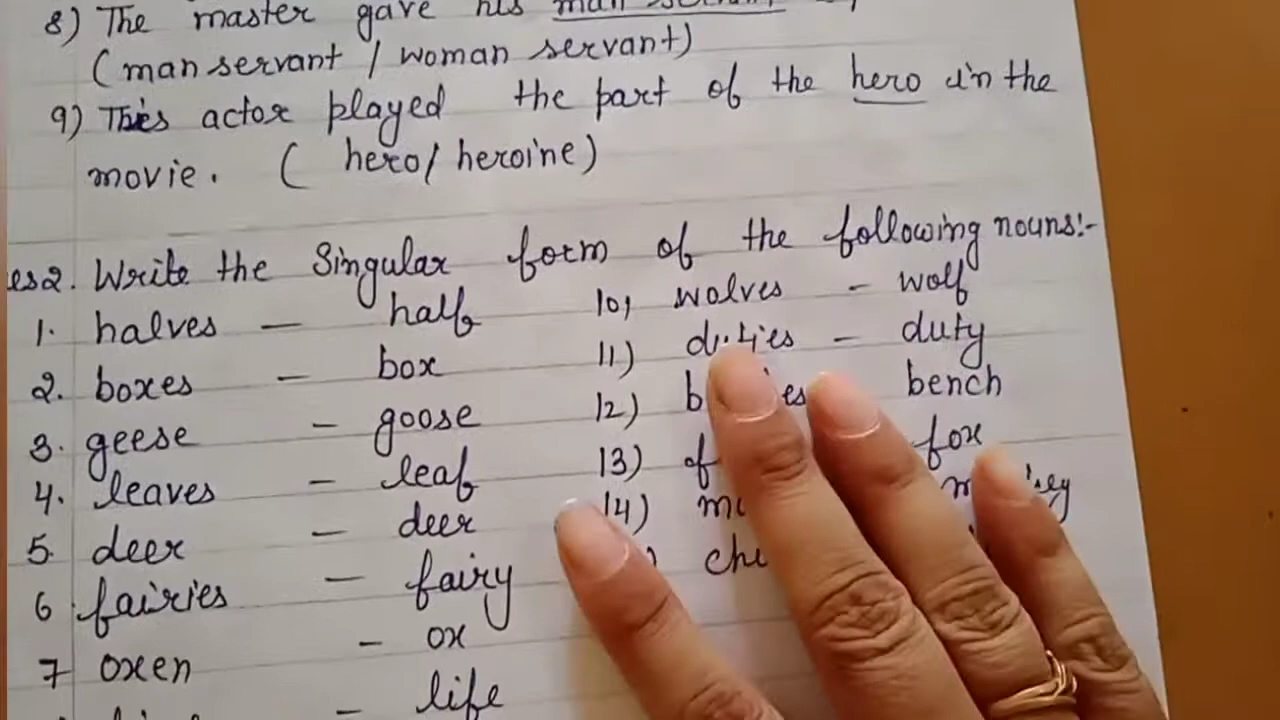 8) The master gave his man servant
(man servant / woman servant)
9) This actor played the part of the hero in the
movie. ( hero/ heroine)
es2. Write the Singular form of the following nouns:-
1. halves - half
2. boxes - box
3. geese - goose
4. leaves - leaf
5. deer - deer
6 fairies - fairy
7 oxen - ox
- life
10) wolves - wolf
11) duties - duty
12) bench
13) fox
14)